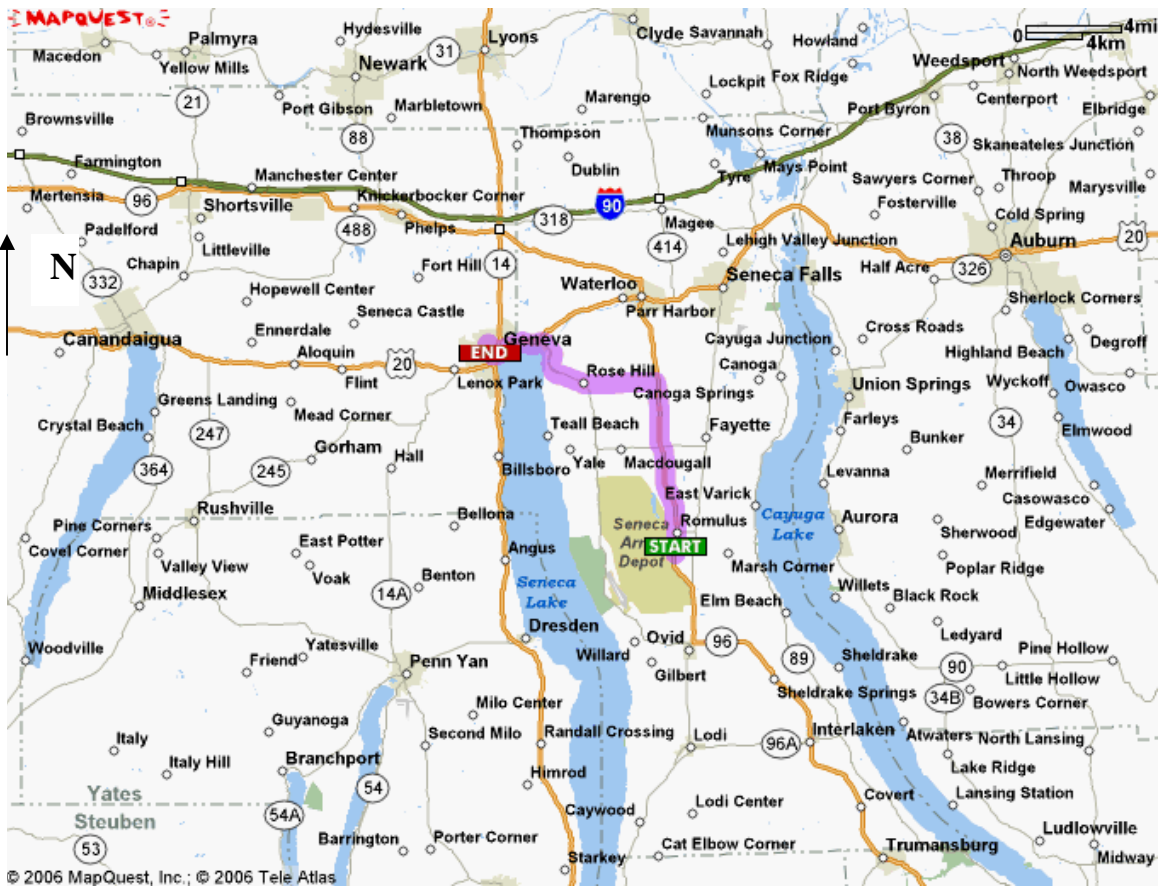 MAPQUEST
Hydesville
Lyons
Clyde
Savannah
Howland
0
4mi
4km
Palmyra
Macedon
Yellow Mills
31
Newark
Weedsport
North Weedsport
Lockpit
Fox Ridge
21
Port Gibson
Marbletown
Marengo
Port Byron
Centerport
Elbridge
Brownsville
88
Thompson
Munsons Corner
38
Skaneateles Junction
Farmington
Manchester Center
Dublin
Tyre
Mays Point
Sawyers Corner
Throop
Marysville
Mertensia
96
Shortsville
Knickerbocker Corner
318
90
Magee
Fosterville
Cold Spring
Padelford
Littleville
488
Phelps
414
Lehigh Valley Junction
Auburn
20
N
332
Chapin
Fort Hill
14
Waterloo
Seneca Falls
Half Acre
326
Hopewell Center
Seneca Castle
Parr Harbor
Sherlock Corners
Canandaigua
Ennerdale
Geneva
Cayuga Junction
Cross Roads
Degroff
END
Highland Beach
Aloquin
20
Flint
Lenox Park
Rose Hill
Canoga
Union Springs
Wyckoff
Owasco
Greens Landing
Mead Corner
Canoga Springs
Crystal Beach
247
Teall Beach
Fayette
Farleys
34
Elmwood
Gorham
Hall
Bunker
364
245
Billsboro
Yale
Macdougall
Levanna
Merrifield
Casowasco
Rushville
East Varick
Pine Corners
Bellona
Seneca
Army
Depot
Romulus
Cayuga
Lake
Aurora
Sherwood
Edgewater
Covel Corner
East Potter
Angus
START
Valley View
Voak
Benton
Seneca
Lake
Marsh Corner
Poplar Ridge
Middlesex
14A
Elm Beach
Willets
Black Rock
Dresden
Ovid
96
Ledyard
Woodville
Yatesville
Willard
89
Sheldrake
90
Pine Hollow
Friend
Penn Yan
Gilbert
Little Hollow
Sheldrake Springs
34B
Bowers Corner
Guyanoga
Milo Center
Italy
Second Milo
Randall Crossing
Lodi
96A
Interlaken
Atwaters
North Lansing
Italy Hill
Branchport
Himrod
Lake Ridge
Yates
Steuben
54
54A
Caywood
Lodi Center
Covert
Lansing Station
53
Barrington
Porter Corner
Cat Elbow Corner
Trumansburg
Ludlowville
Starkey
Midway
© 2006 MapQuest, Inc.; © 2006 Tele Atlas